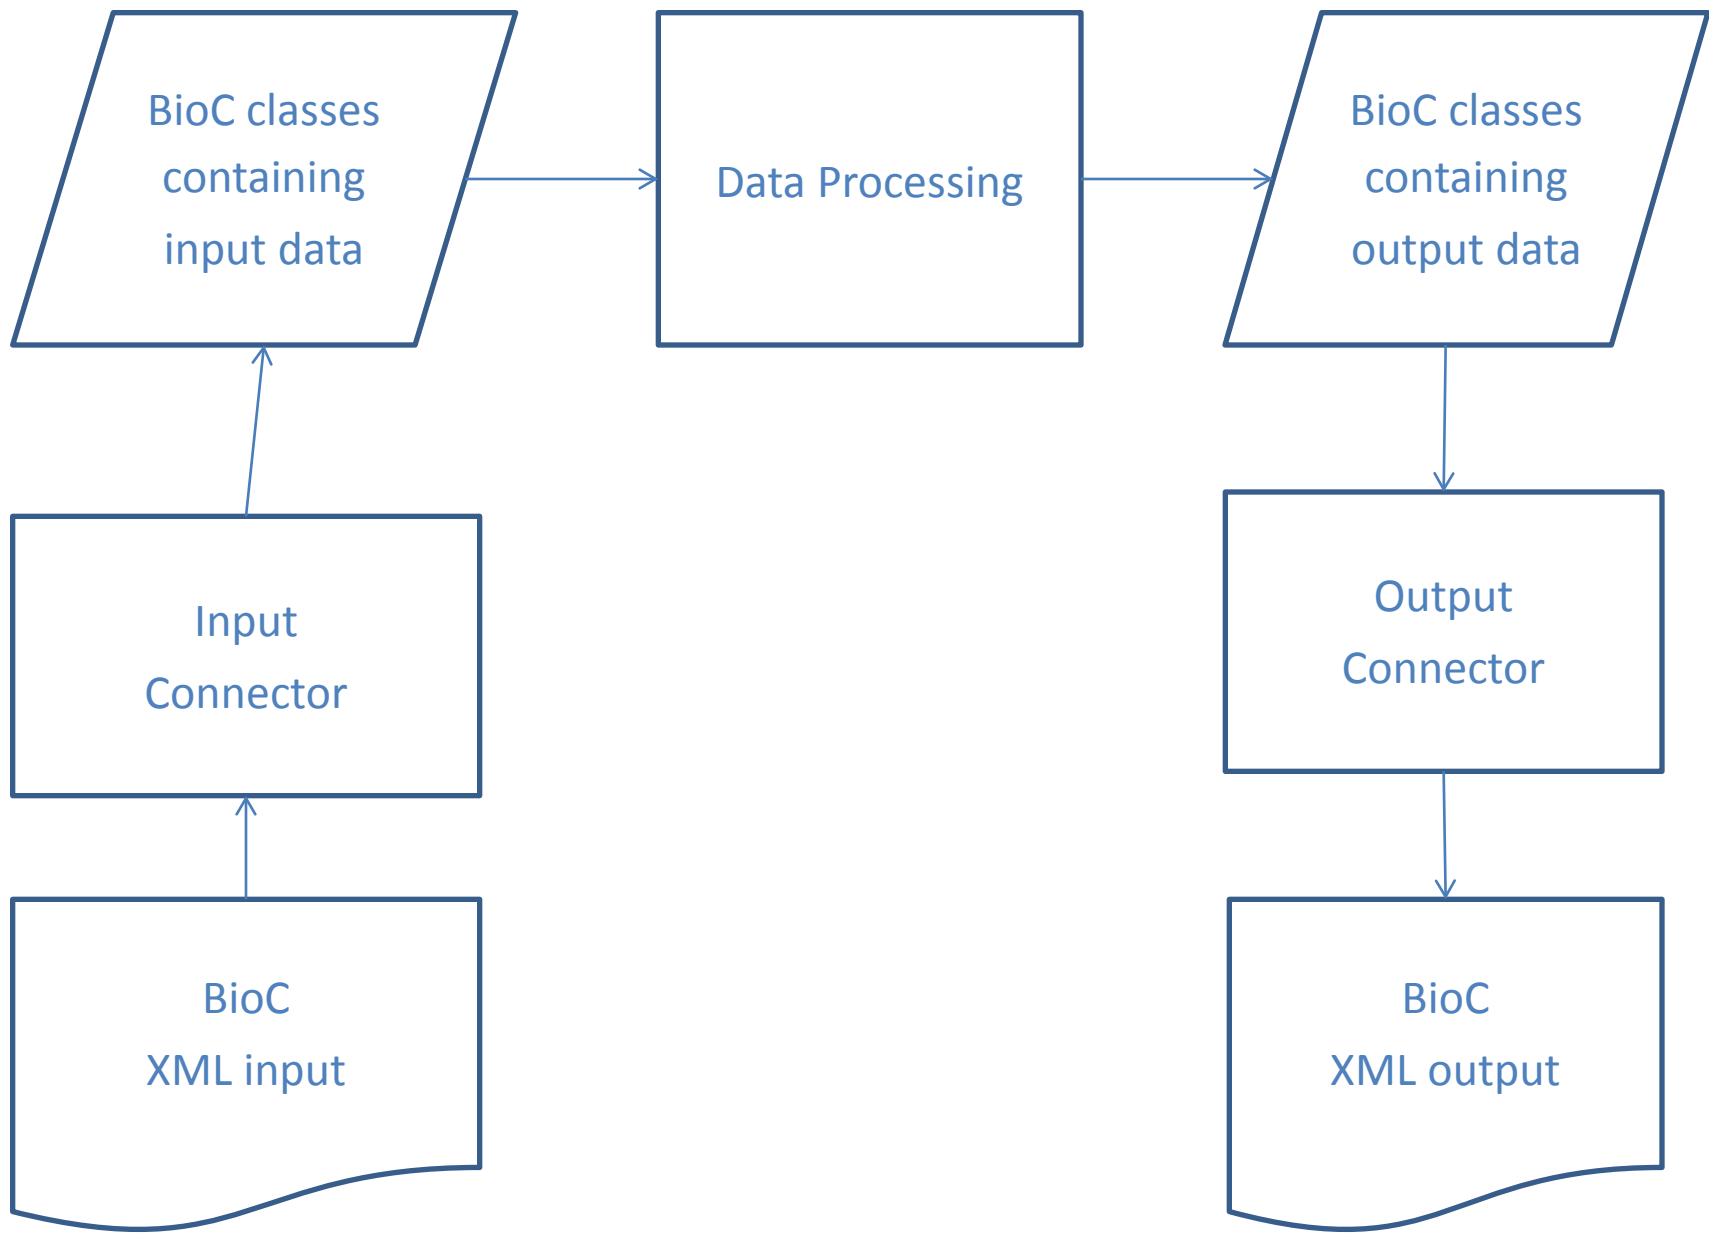 BioC classes
containing
input data
Data Processing
BioC classes
containing
output data
Input
Connector
Output
Connector
BioC
XML input
BioC
XML output